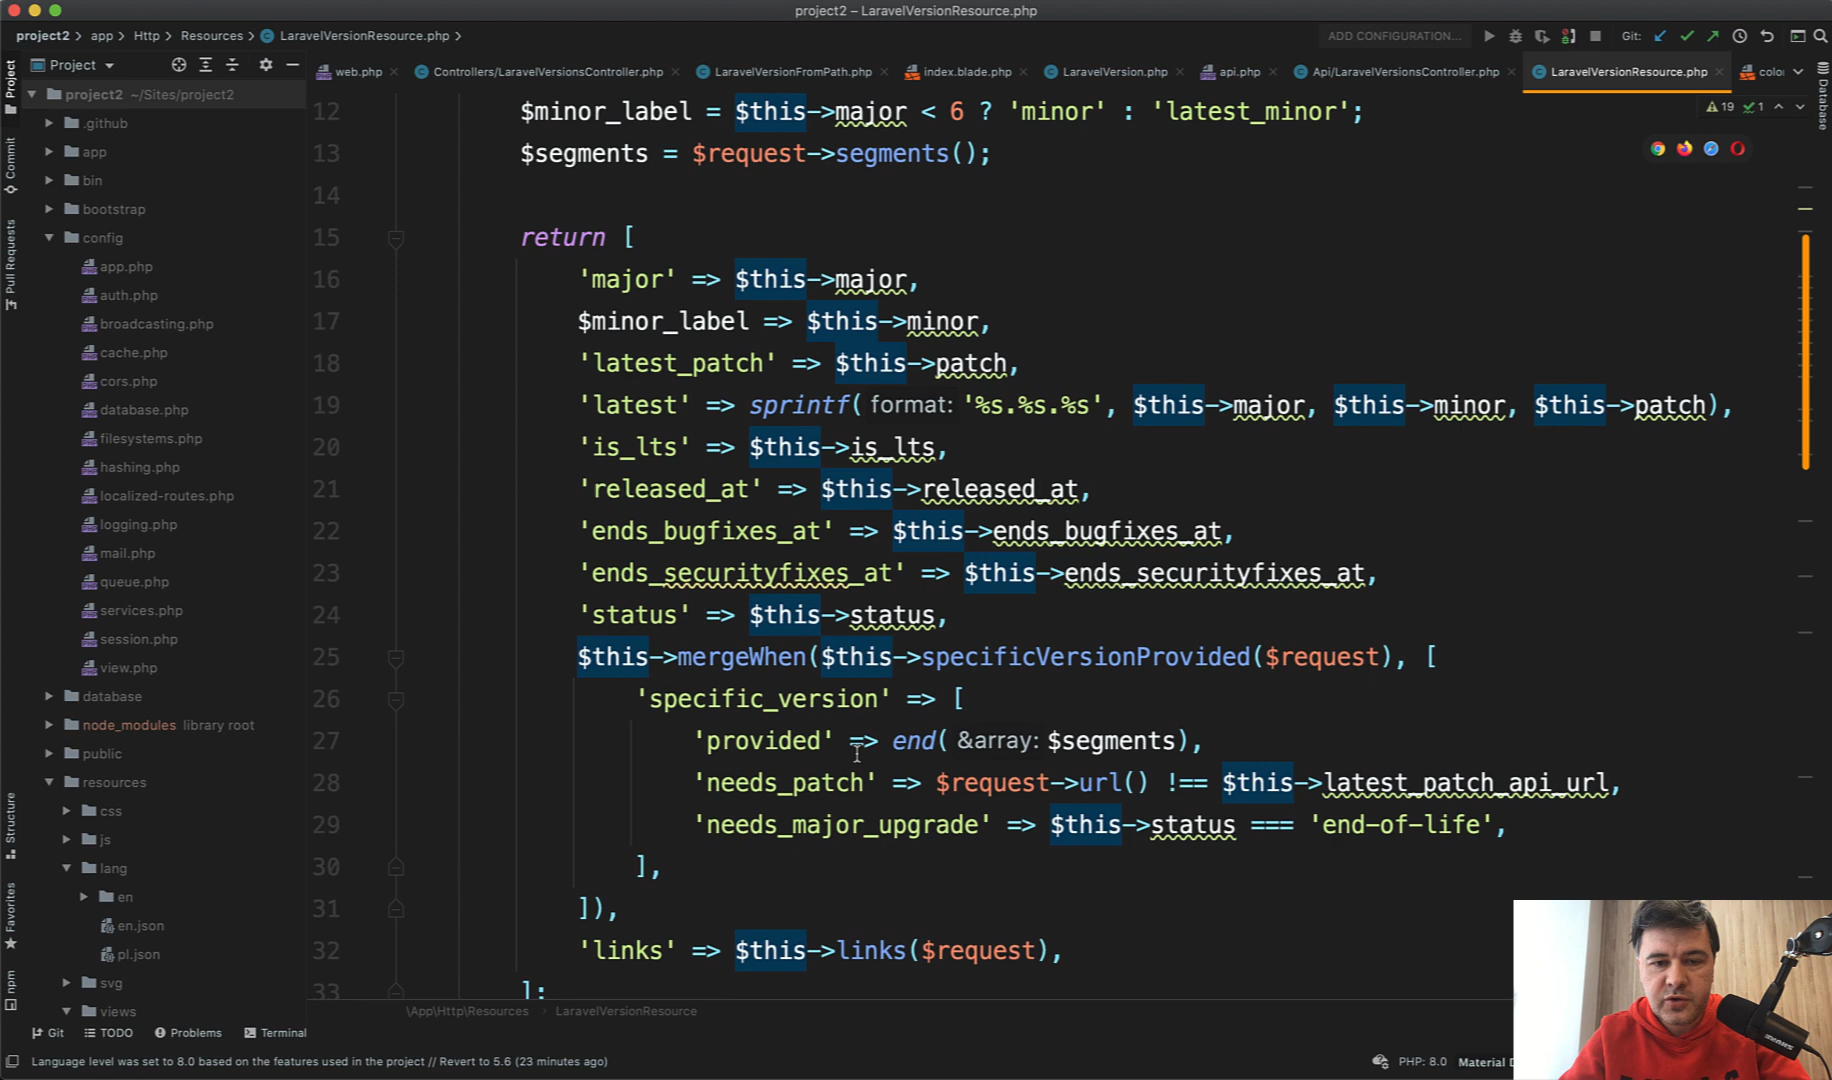 project2 – LaravelVersionResource.php
project2 > app > Http > Resources > LaravelVersionResource.php >
ADD CONFIGURATION...
Git:
Project
web.php
Controllers/LaravelVersionsController.php
LaravelVersionFromPath.php
index.blade.php
LaravelVersion.php
api.php
Api/LaravelVersionsController.php
LaravelVersionResource.php
Project
Commit
Pull Requests
Structure
Favorites
npm
Database
project2 ~/Sites/project2
.github
app
bin
bootstrap
config
app.php
auth.php
broadcasting.php
cache.php
cors.php
database.php
filesystems.php
hashing.php
localized-routes.php
logging.php
mail.php
queue.php
services.php
session.php
view.php
database
node_modules library root
public
resources
css
js
lang
en
en.json
pl.json
svg
views
19 1
12 $minor_label = $this->major < 6 ? 'minor' : 'latest_minor';
13 $segments = $request->segments();
14
15 return [
16 'major' => $this->major,
17 $minor_label => $this->minor,
18 'latest_patch' => $this->patch,
19 'latest' => sprintf( format: '%s.%s.%s', $this->major, $this->minor, $this->patch),
20 'is_lts' => $this->is_lts,
21 'released_at' => $this->released_at,
22 'ends_bugfixes_at' => $this->ends_bugfixes_at,
23 'ends_securityfixes_at' => $this->ends_securityfixes_at,
24 'status' => $this->status,
25 $this->mergeWhen($this->specificVersionProvided($request), [
26 'specific_version' => [
27 'provided' => end( &array: $segments),
28 'needs_patch' => $request->url() !== $this->latest_patch_api_url,
29 'needs_major_upgrade' => $this->status === 'end-of-life',
30 ],
31 ]),
32 'links' => $this->links($request),
33 ];
\App\Http\Resources > LaravelVersionResource
Git
TODO
Problems
Terminal
Language level was set to 8.0 based on the features used in the project // Revert to 5.6 (23 minutes ago)
PHP: 8.0
Material